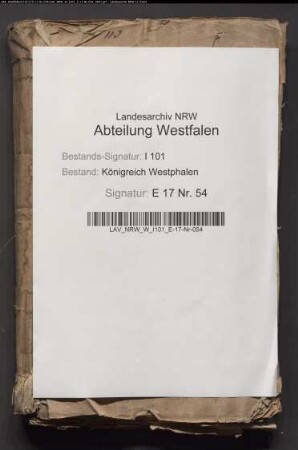 Landesarchiv NRW
Abteilung Westfalen
Bestands-Signatur: I 101
Bestand: Königreich Westphalen
Signatur: E 17 Nr. 54
LAV_NRW_W_I101_E-17-Nr-054